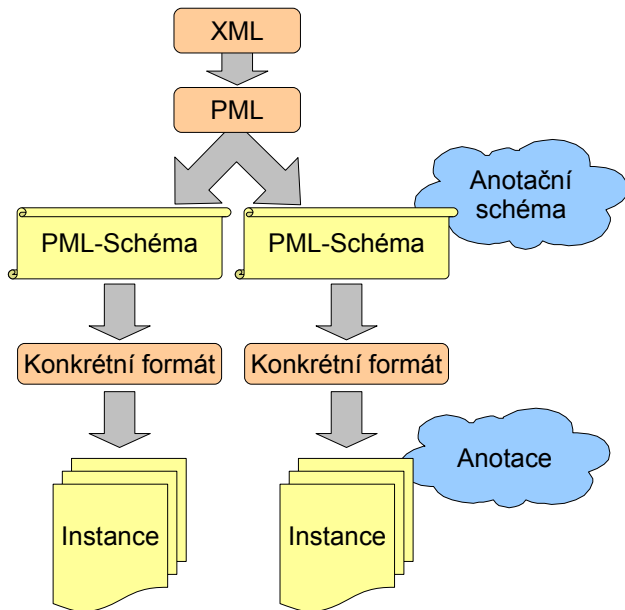 XML
PML
Anotační
schéma
PML-Schéma
PML-Schéma
Konkrétní formát
Konkrétní formát
Anotace
Instance
Instance